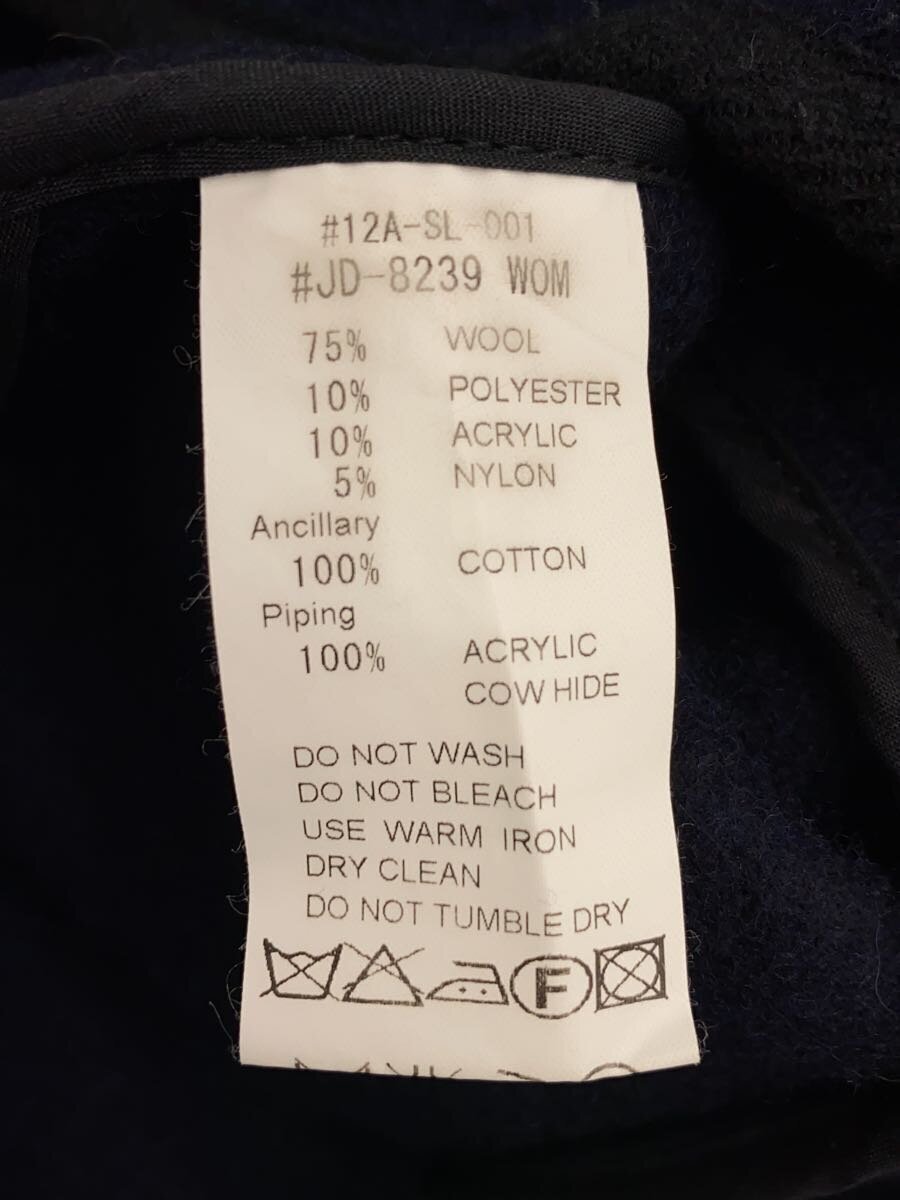 #12A-SL-001
#JD-8239 WOM
75% WOOL
10% POLYESTER
10% ACRYLIC
5% NYLON
Ancillary
100% COTTON
Piping
100% ACRYLIC
COW HIDE
DO NOT WASH
DO NOT BLEACH
USE WARM IRON
DRY CLEAN
DO NOT TUMBLE DRY
F